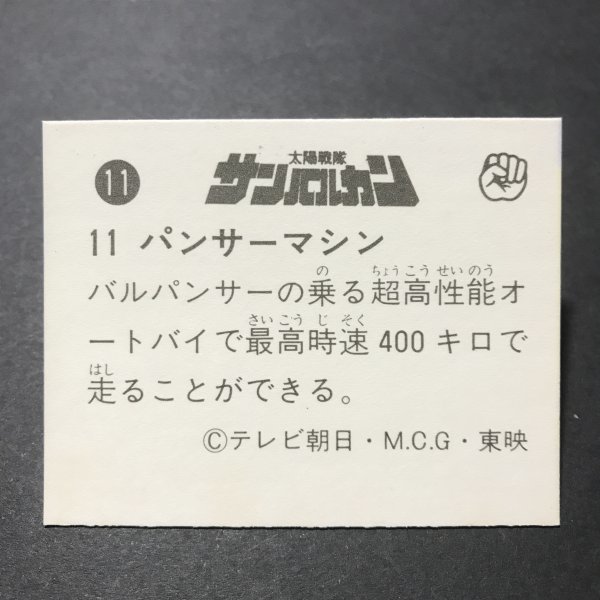 11
太陽戦隊
サンバルカン
11 パンサーマシン
の ちょうこうせいのう
バルパンサーの乗る超高性能オ
さいこうじそく
ートバイで最高時速400キロで
はし
走ることができる。
©テレビ朝日・M.C.G・東映